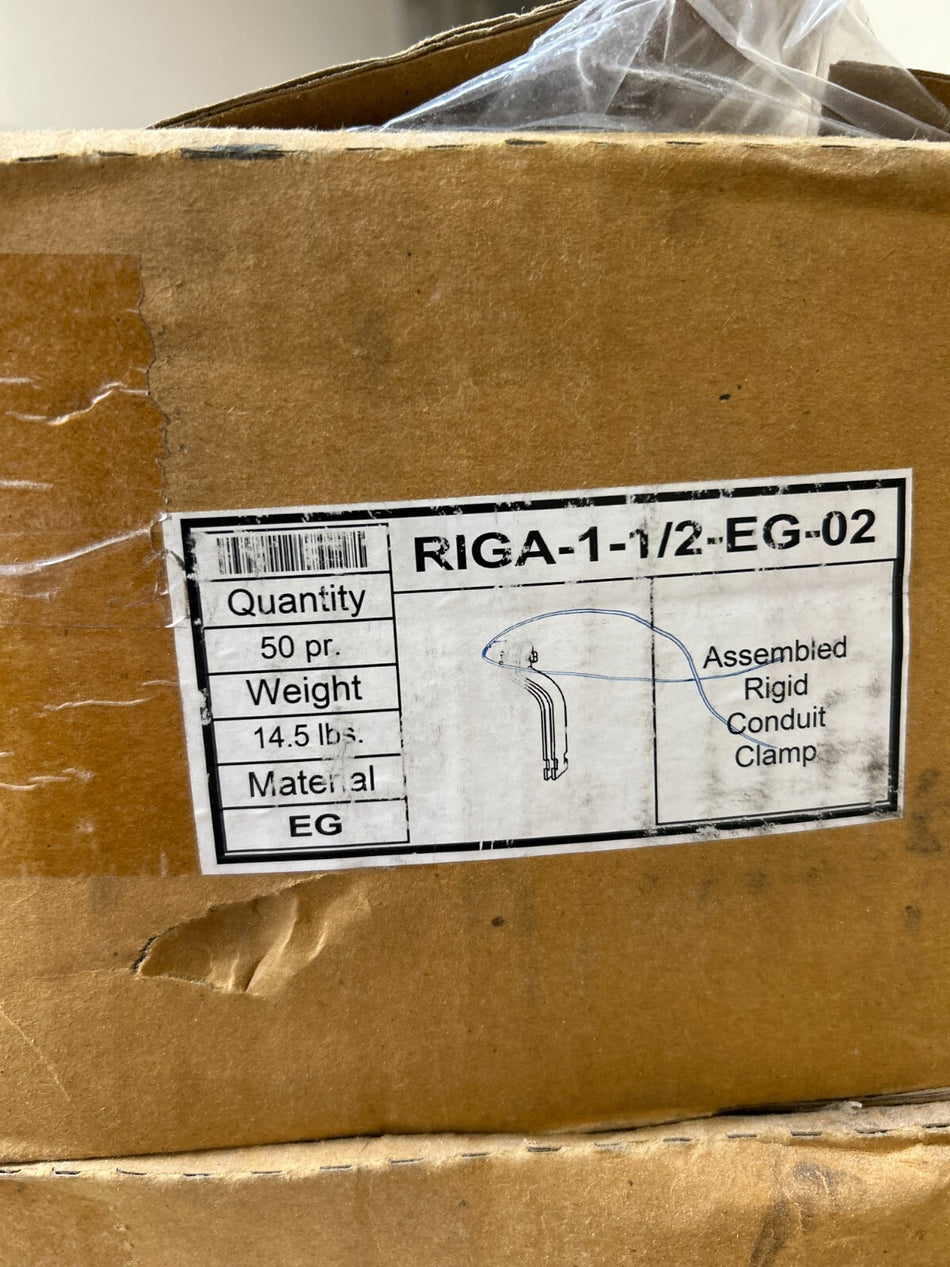 RIGA-1-1/2-EG-02
Quantity
50 pr.
Weight
14.5 lbs.
Material
EG
Assembled
Rigid
Conduit
Clamp